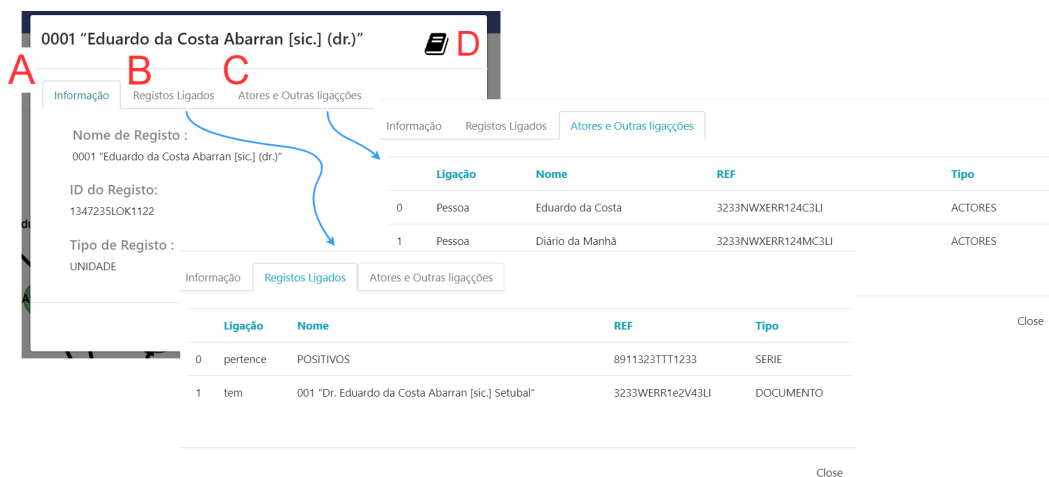 0001 “Eduardo da Costa Abarran [sic.] (dr.)”
D
A
B
C
Informação Registos Ligados Atores e Outras ligacções
Nome de Registo :
0001 “Eduardo da Costa Abarran [sic.] (dr.)”
ID do Registo:
1347235LOK1122
Tipo de Registo :
UNIDADE
Informação Registos Ligados Atores e Outras ligacções
Ligação Nome REF Tipo
0 Pessoa Eduardo da Costa 3233NWXERR124C3LI ACTORES
1 Pessoa Diário da Manhã 3233NWXERR124MC3LI ACTORES
Close
Informação Registos Ligados Atores e Outras ligacções
Ligação Nome REF Tipo
0 pertence POSITIVOS 8911323TTT1233 SERIE
1 tem 001 "Dr. Eduardo da Costa Abarran [sic.] Setubal” 3233WERR1e2V43LI DOCUMENTO
Close